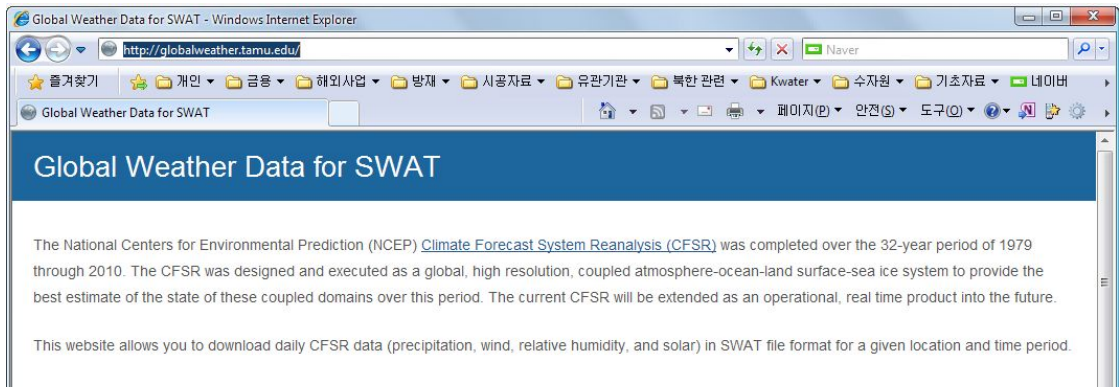 Global Weather Data for SWAT - Windows Internet Explorer
http://globalweather.tamu.edu/
Naver
즐겨찾기 개인 금융 해외사업 방재 시공자료 유관기관 북한 관련 Kwater 수자원 기초자료 네이버
Global Weather Data for SWAT 페이지(P) 안전(S) 도구(O)
Global Weather Data for SWAT
The National Centers for Environmental Prediction (NCEP) Climate Forecast System Reanalysis (CFSR) was completed over the 32-year period of 1979
through 2010. The CFSR was designed and executed as a global, high resolution, coupled atmosphere-ocean-land surface-sea ice system to provide the
best estimate of the state of these coupled domains over this period. The current CFSR will be extended as an operational, real time product into the future.
This website allows you to download daily CFSR data (precipitation, wind, relative humidity, and solar) in SWAT file format for a given location and time period.